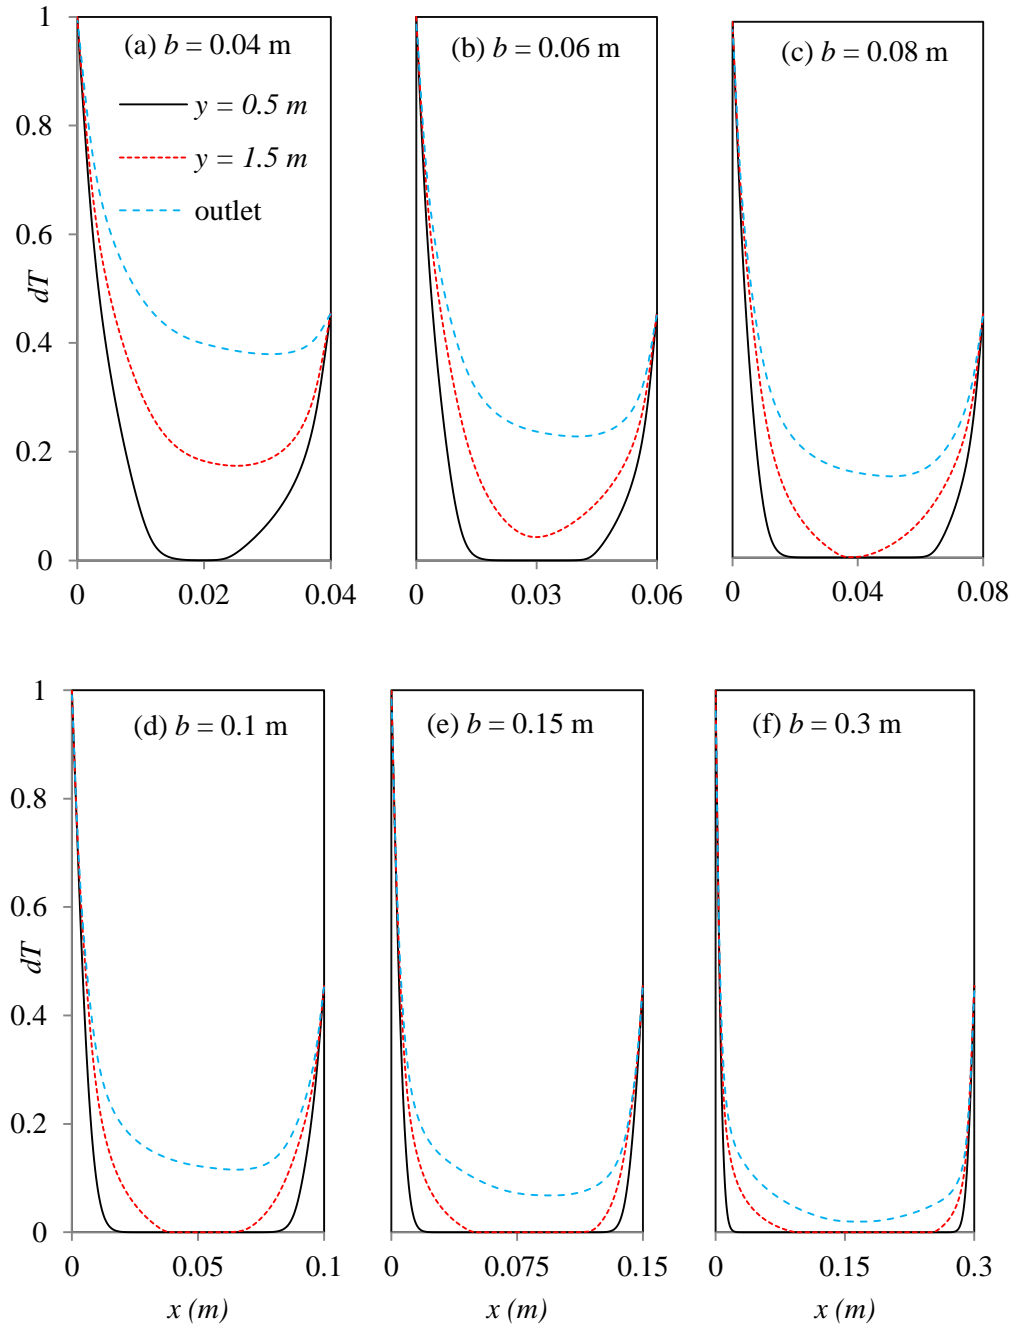 (a) b = 0.04 m
(b) b = 0.06 m
(c) b = 0.08 m
y = 0.5 m
y = 1.5 m
outlet
1
0.8
0.6
0.4
0.2
0
dT
0 0.02 0.04
0 0.03 0.06
0 0.04 0.08
(d) b = 0.1 m
(e) b = 0.15 m
(f) b = 0.3 m
1
0.8
0.6
0.4
0.2
0
dT
0 0.05 0.1
0 0.075 0.15
0 0.15 0.3
x (m)
x (m)
x (m)